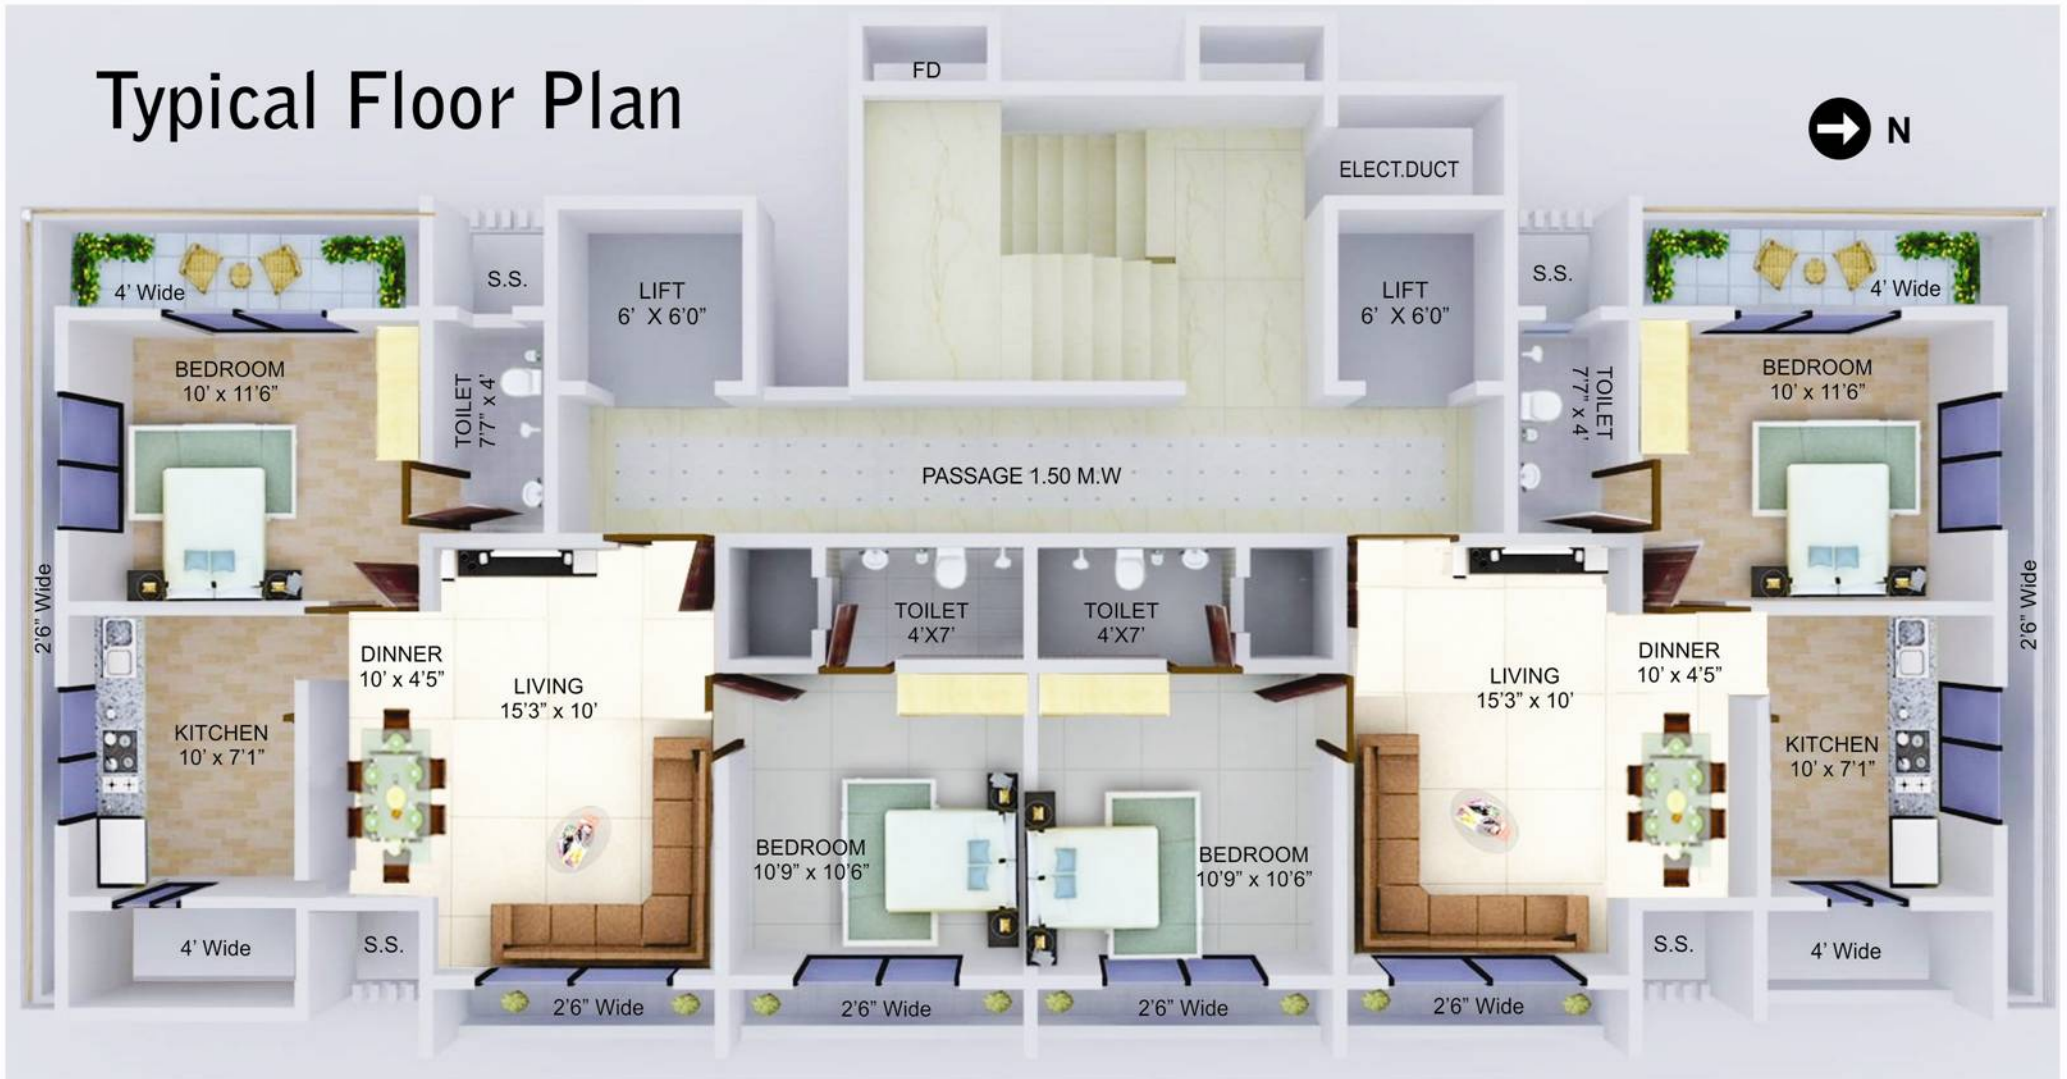 Typical Floor Plan
FD
N
ELECT.DUCT
4' Wide
S.S.
LIFT
6' X 6'0"
LIFT
6' X 6'0"
S.S.
4' Wide
BEDROOM
10' x 11'6"
TOILET
7'7" x 4'
TOILET
7'7" x 4'
BEDROOM
10' x 11'6"
PASSAGE 1.50 M.W
2'6" Wide
2'6" Wide
DINNER
10' x 4'5"
LIVING
15'3" x 10'
TOILET
4'X7'
TOILET
4'X7'
LIVING
15'3" x 10'
DINNER
10' x 4'5"
KITCHEN
10' x 7'1"
KITCHEN
10' x 7'1"
BEDROOM
10'9" x 10'6"
BEDROOM
10'9" x 10'6"
4' Wide
S.S.
S.S.
4' Wide
2'6" Wide
2'6" Wide
2'6" Wide
2'6" Wide